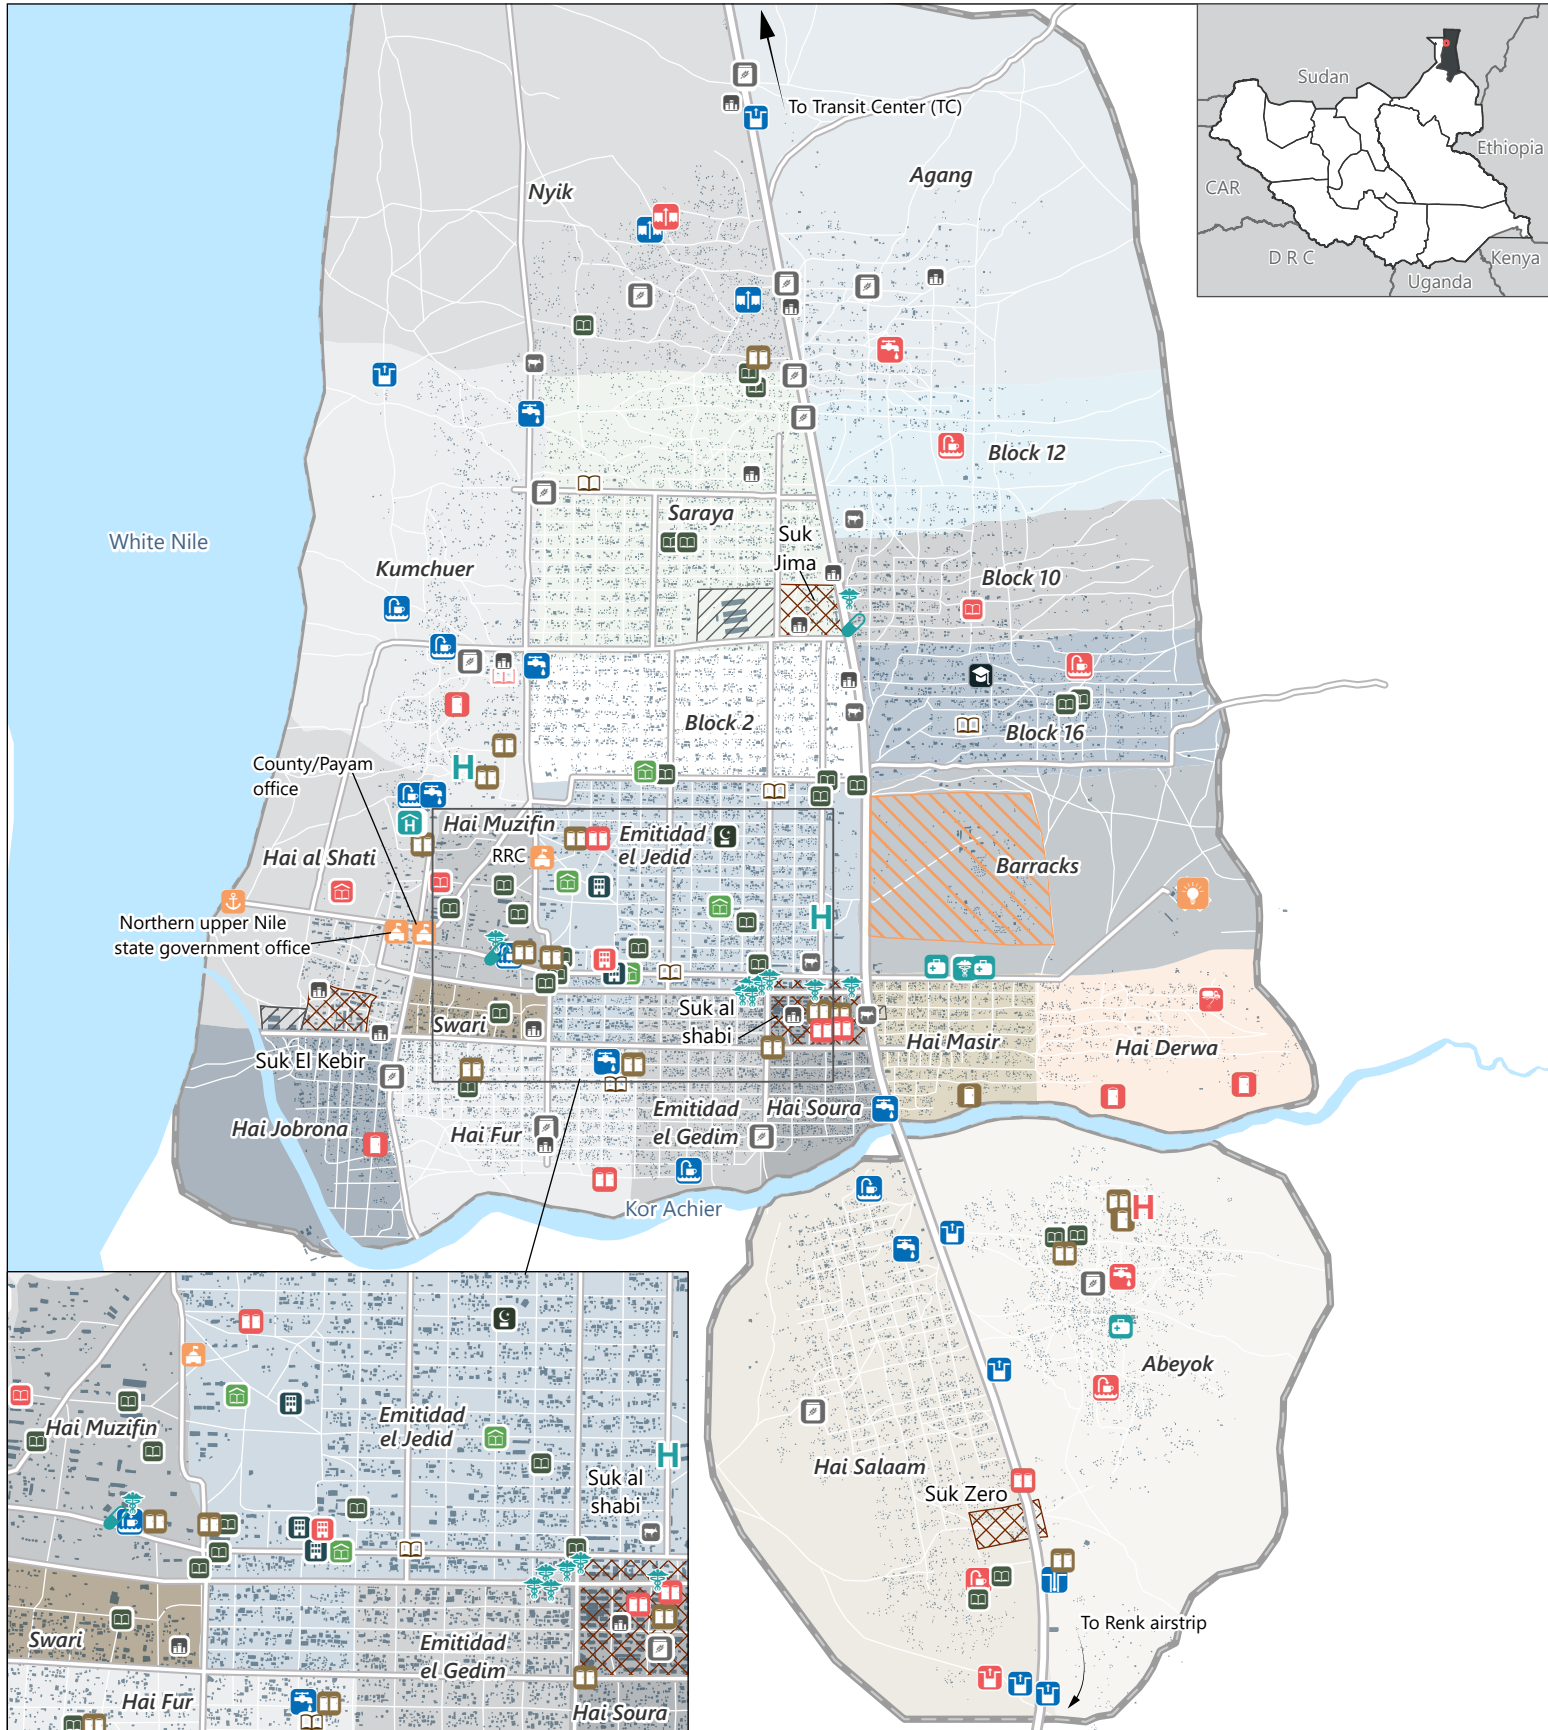 To Transit Center (TC)
Sudan
Ethiopia
CAR
D R C
Kenya
Uganda
Nyik
Agang
Block 12
White Nile
Saraya
Suk
Jima
Kumchuer
Block 10
Block 2
Block 16
County/Payam
office
H
Hai Muzifin
Emitidad
el Jedid
RRC
Hai al Shati
H
Barracks
Northern upper Nile
state government office
H
Suk al
shabi
Swari
Suk El Kebir
Hai Masir
Hai Derwa
Hai Jobrona
Hai Fur
Emitidad
el Gedim
Hai Soura
Kor Achier
H
Abeyok
Hai Salaam
Suk Zero
To Renk airstrip
Hai Muzifin
Emitidad
el Jedid
H
Suk al
shabi
Swari
Emitidad
el Gedim
Hai Fur
Hai Soura